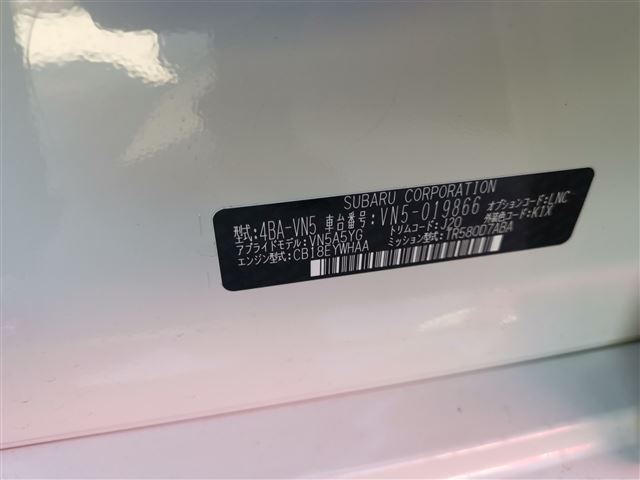 SUBARU CORPORATION
型式: 4BA-VN5 車台番号: VN5-019866 オプションコード: LNC
アプライドモデル: VN5A5YG トリムコード: J20 外装色コード: K1X
エンジン型式: CB18EYWHAA ミッション型式: TR580D7ABA